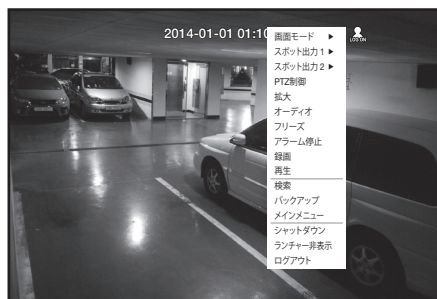 2014-01-01 01:10
LOG ON
画面モード ▶
スポット出力 1 ▶
スポット出力 2 ▶
PTZ制御
拡大
オーディオ
フリーズ
アラーム停止
録画
再生
検索
バックアップ
メインメニュー
シャットダウン
ランチャー非表示
ログアウト